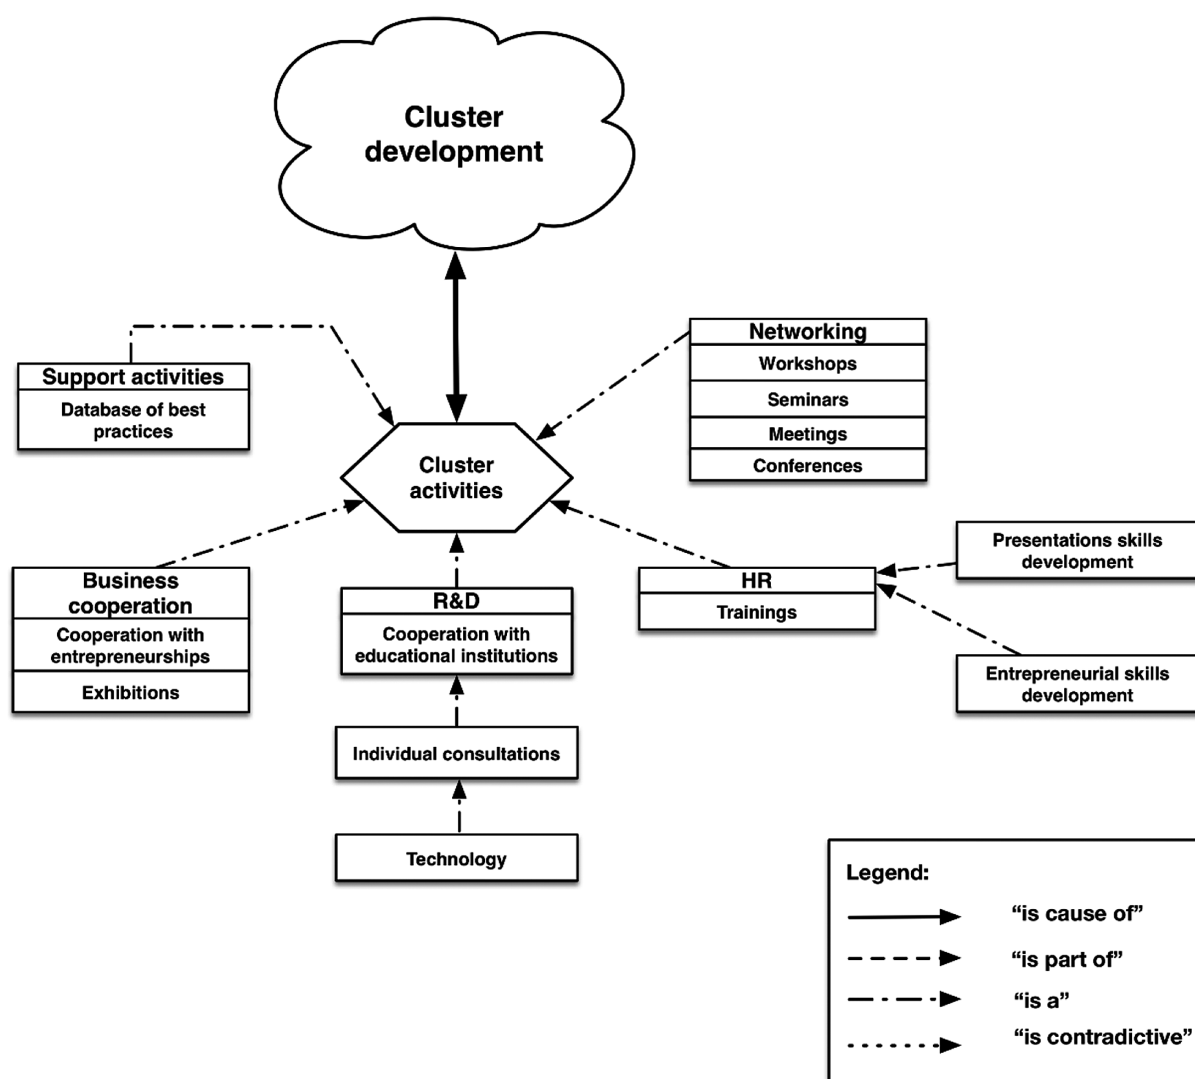 Cluster
development
Support activities
Database of best
practices
Networking
Workshops
Seminars
Meetings
Conferences
Cluster
activities
Business
cooperation
Cooperation with
entrepreneurships
Exhibitions
R&D
Cooperation with
educational institutions
Individual consultations
Technology
HR
Trainings
Presentations skills
development
Entrepreneurial skills
development
Legend:
“is cause of”
“is part of”
“is a”
“is contradictive”